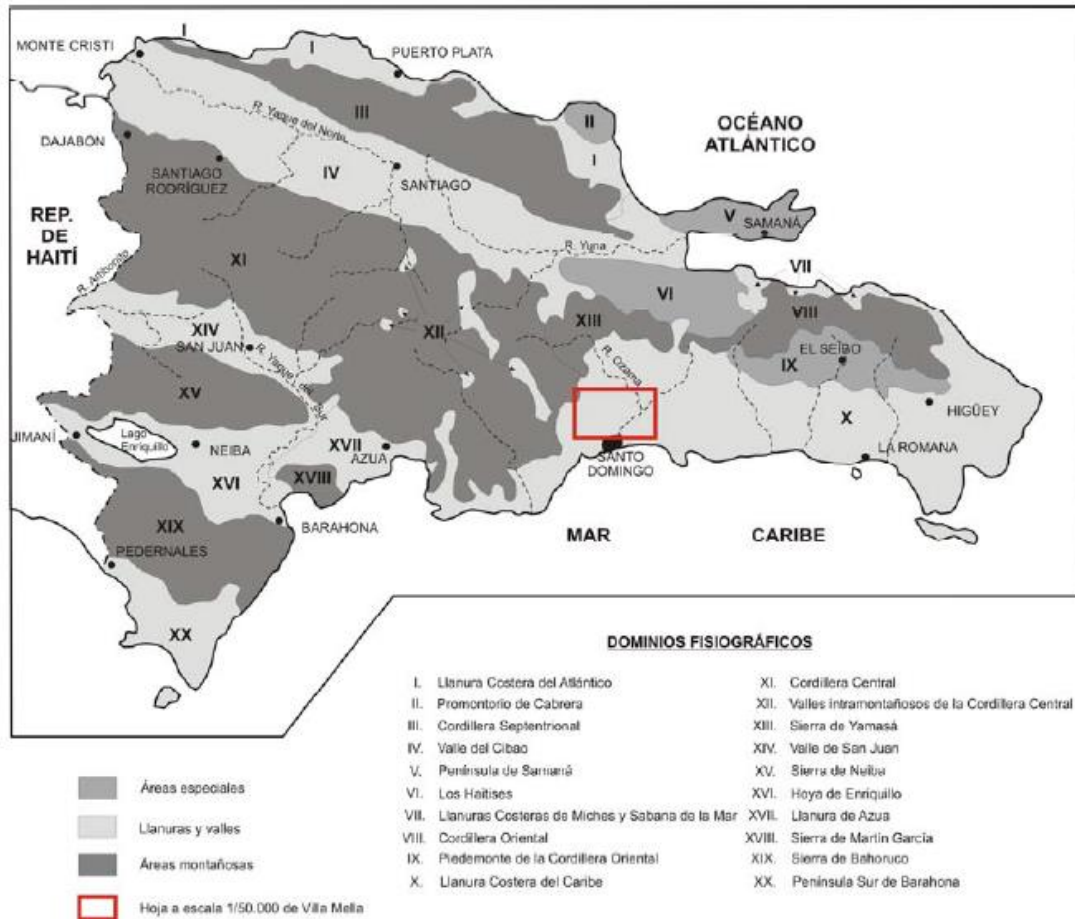 I
MONTE CRISTI
I
PUERTO PLATA
III
II
OCÉANO
ATLÁNTICO
R. Yaque del Norte
DAJABÓN
I
SANTIAGO
RODRÍGUEZ
IV
SANTIAGO
REP.
DE
HAITÍ
V
SAMANÁ
R. Yuna
VII
R. Artibonito
XI
VI
VIII
XII
XIII
XIV
SAN JUAN
R. Yaque del Sur
R. Ozama
EL SEÍBO
IX
XV
HIGÜEY
X
JIMANÍ
Lago
Enriquillo
NEIBA
XVII
AZUA
SANTO
DOMINGO
LA ROMANA
XVI
XVIII
XIX
BARAHONA
MAR CARIBE
PEDERNALES
XX
DOMINIOS FISIOGRÁFICOS
I. Llanura Costera del Atlántico
II. Promontorio de Cabrera
III. Cordillera Septentrional
IV. Valle del Cibao
V. Península de Samaná
VI. Los Haitises
VII. Llanuras Costeras de Miches y Sabana de la Mar
VIII. Cordillera Oriental
IX. Piedemonte de la Cordillera Oriental
X. Llanura Costera del Caribe
XI. Cordillera Central
XII. Valles intramontañosos de la Cordillera Central
XIII. Sierra de Yamasá
XIV. Valle de San Juan
XV. Sierra de Neiba
XVI. Hoya de Enriquillo
XVII. Llanura de Azua
XVIII. Sierra de Martín García
XIX. Sierra de Bahoruco
XX. Península Sur de Barahona
Áreas especiales
Llanuras y valles
Áreas montañosas
Hoja a escala 1/50.000 de Villa Mella